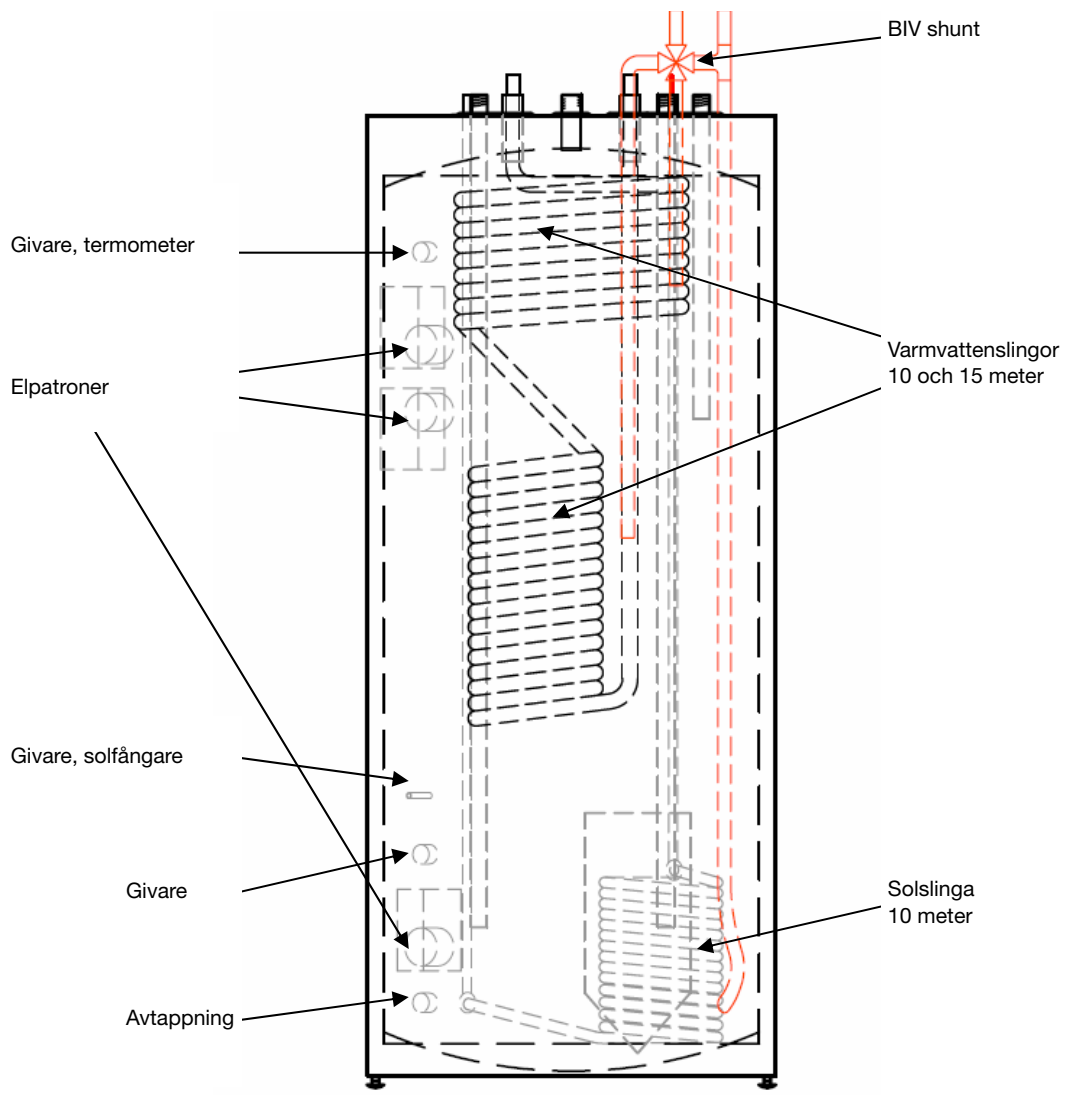 BIV shunt
Givare, termometer
Varmvattenslingor
10 och 15 meter
Elpatroner
Givare, solfångare
Givare
Solslinga
10 meter
Avtappning